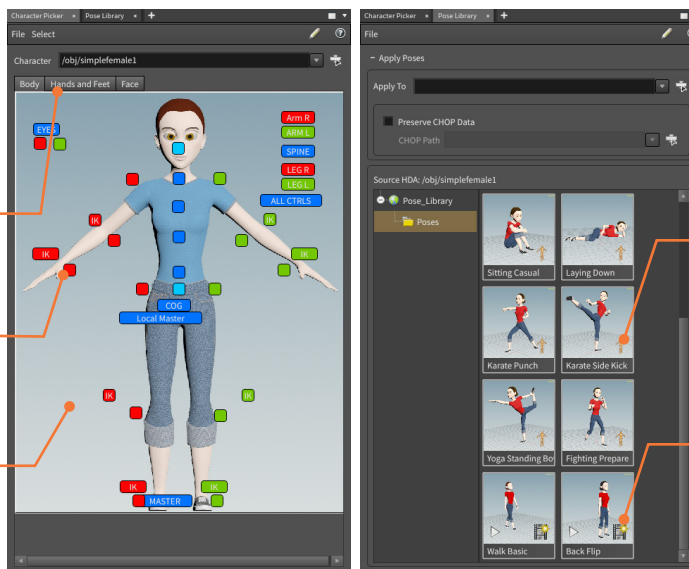 Character Picker × Pose Library × +
File Select
Character /obj/simplefemale1
Body Hands and Feet Face
EYES
Arm R
ARM L
SPINE
LEG R
LEG L
ALL CTRLS
IK
IK
IK
IK
COG
Local Master
IK
IK
IK
IK
MASTER
Character Picker × Pose Library × +
File
− Apply Poses
Apply To
Preserve CHOP Data
CHOP Path
Source HDA: /obj/simplefemale1
Pose_Library
Poses
Sitting Casual
Laying Down
Karate Punch
Karate Side Kick
Yoga Standing Bo
Fighting Prepare
Walk Basic
Back Flip